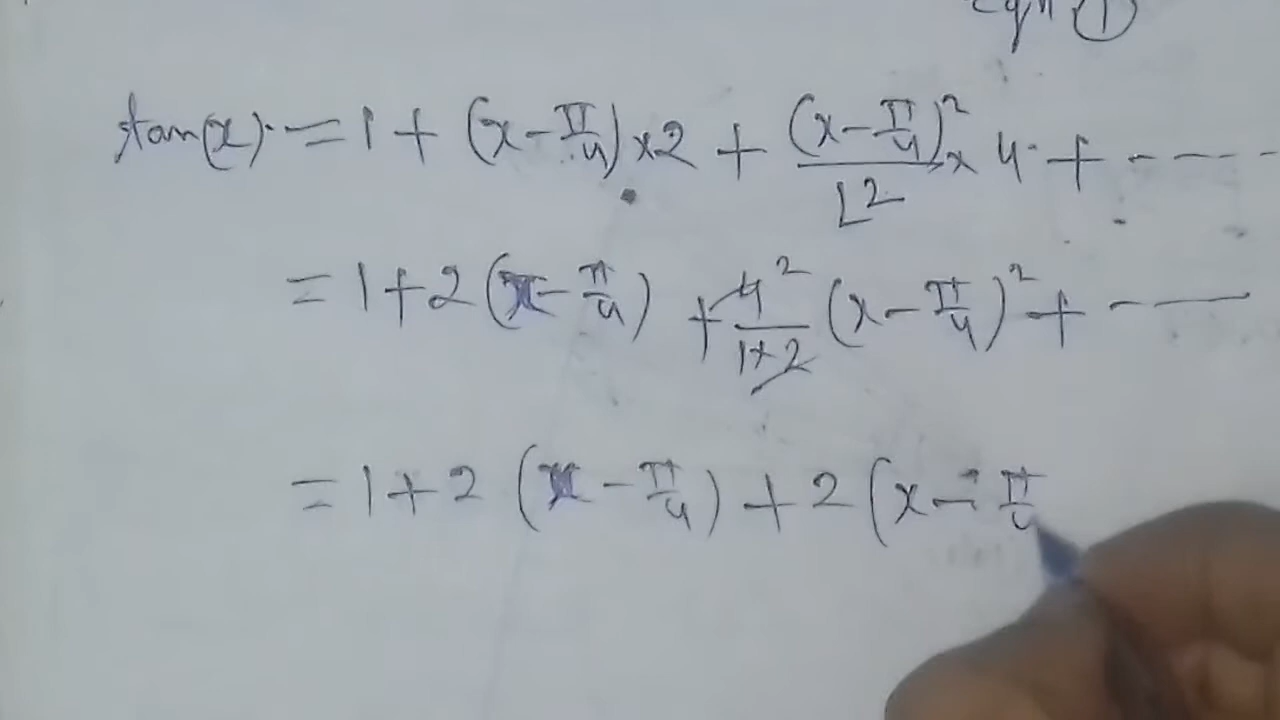 Eqn ①
tan(x) = 1 + (x - π/4) × 2 + (x - π/4)²/∟2 × 4 + ----
= 1 + 2 (x - π/4) + 4²/1×2 (x - π/4)² + ----
= 1 + 2 (x - π/4) + 2 (x - π/4